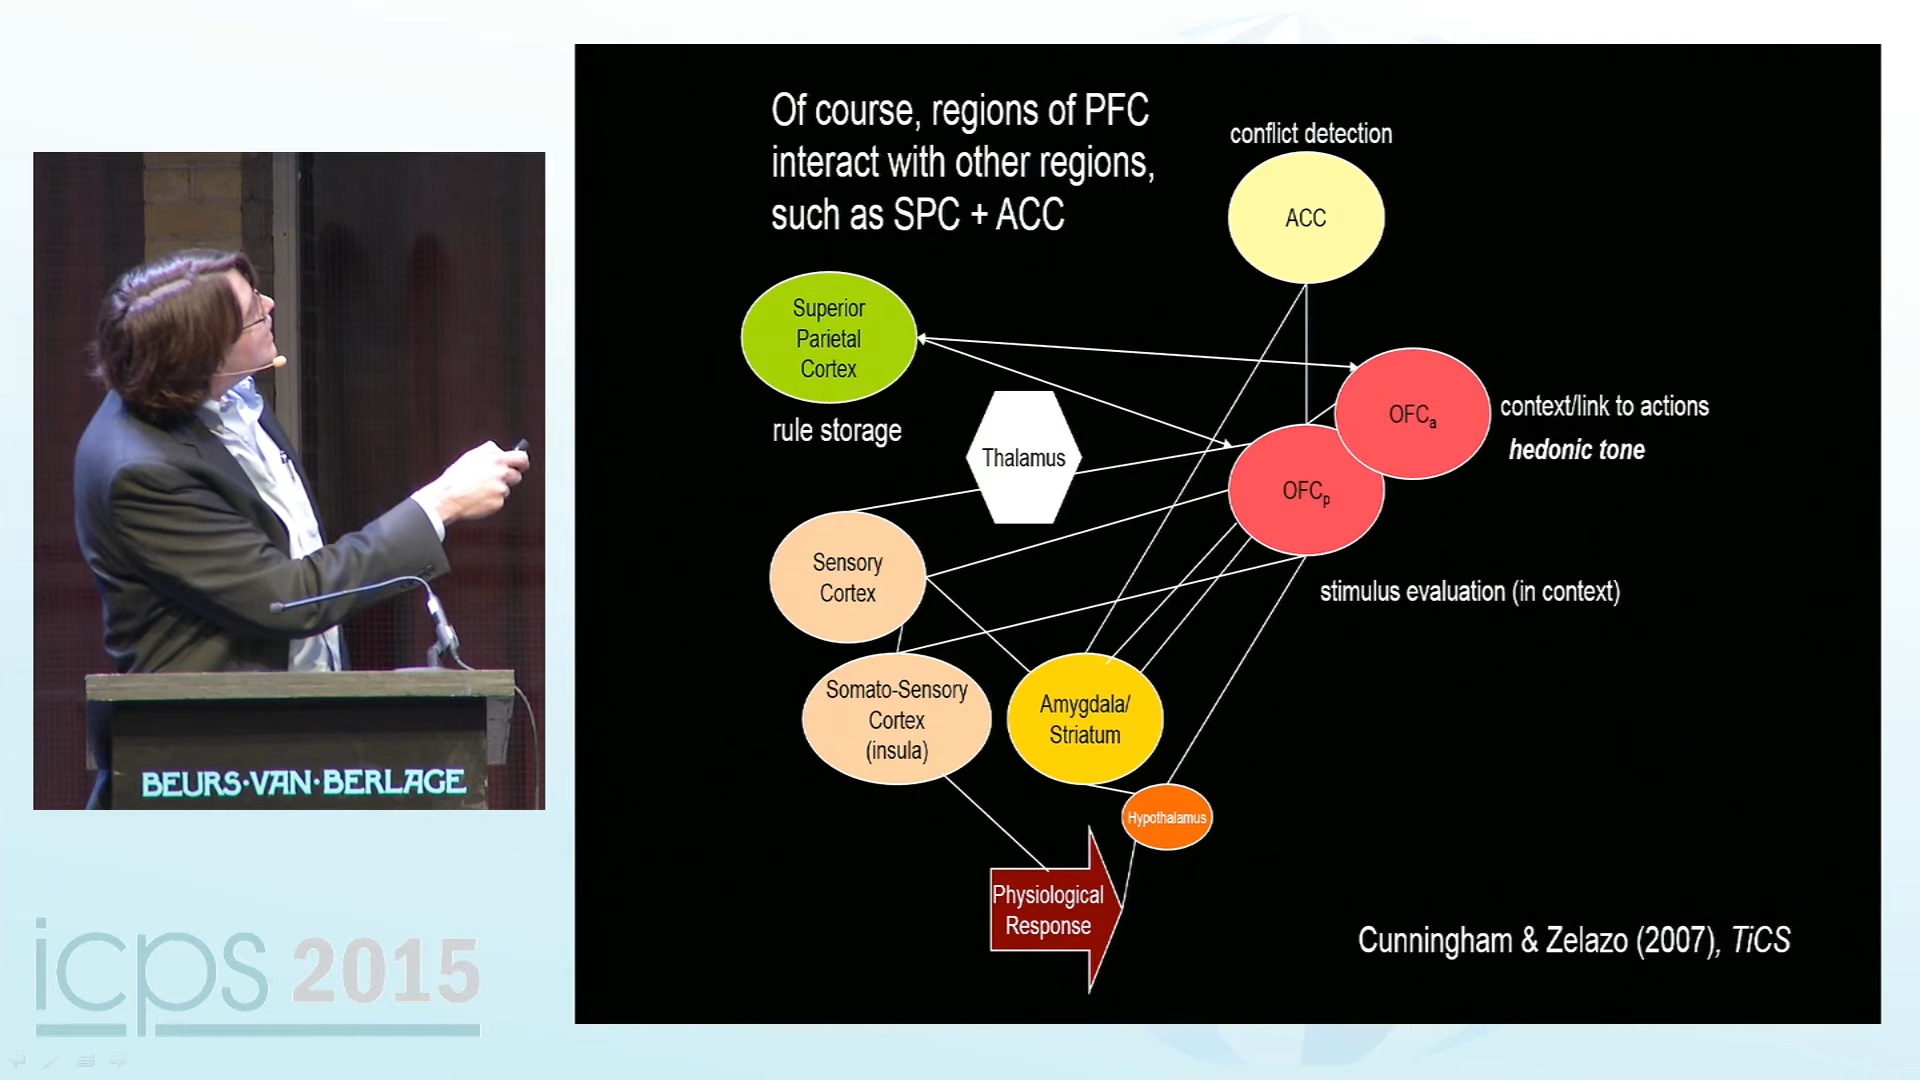 Of course, regions of PFC
interact with other regions,
such as SPC + ACC
conflict detection
ACC
Superior
Parietal
Cortex
rule storage
Thalamus
OFCa
context/link to actions
hedonic tone
OFCp
Sensory
Cortex
stimulus evaluation (in context)
Somato-Sensory
Cortex
(insula)
Amygdala/
Striatum
Hypothalamus
Physiological
Response
Cunningham & Zelazo (2007), TiCS
BEURS·VAN·BERLAGE
icps 2015